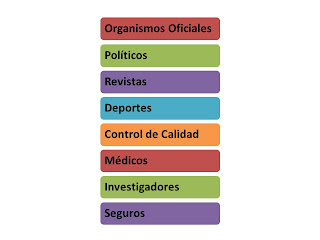 Organismos Oficiales
Políticos
Revistas
Deportes
Control de Calidad
Médicos
Investigadores
Seguros